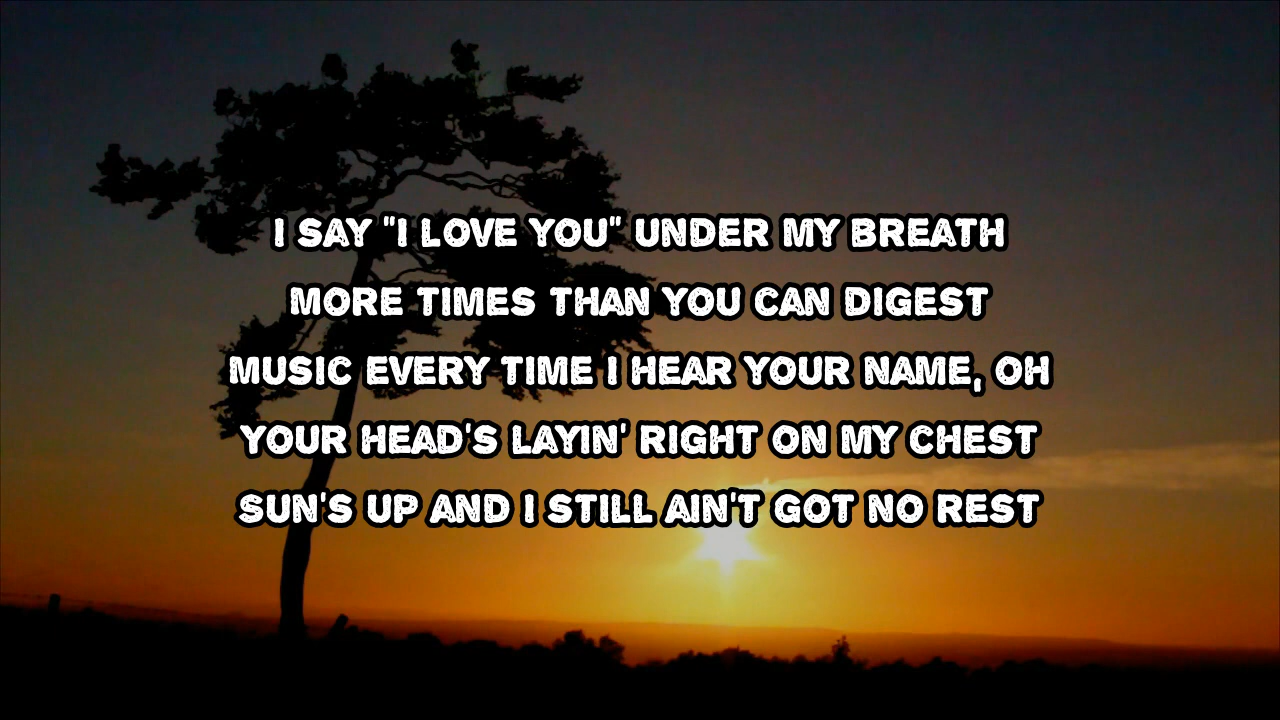 I SAY "I LOVE YOU" UNDER MY BREATH
MORE TIMES THAN YOU CAN DIGEST
MUSIC EVERY TIME I HEAR YOUR NAME, OH
YOUR HEAD'S LAYIN' RIGHT ON MY CHEST
SUN'S UP AND I STILL AIN'T GOT NO REST